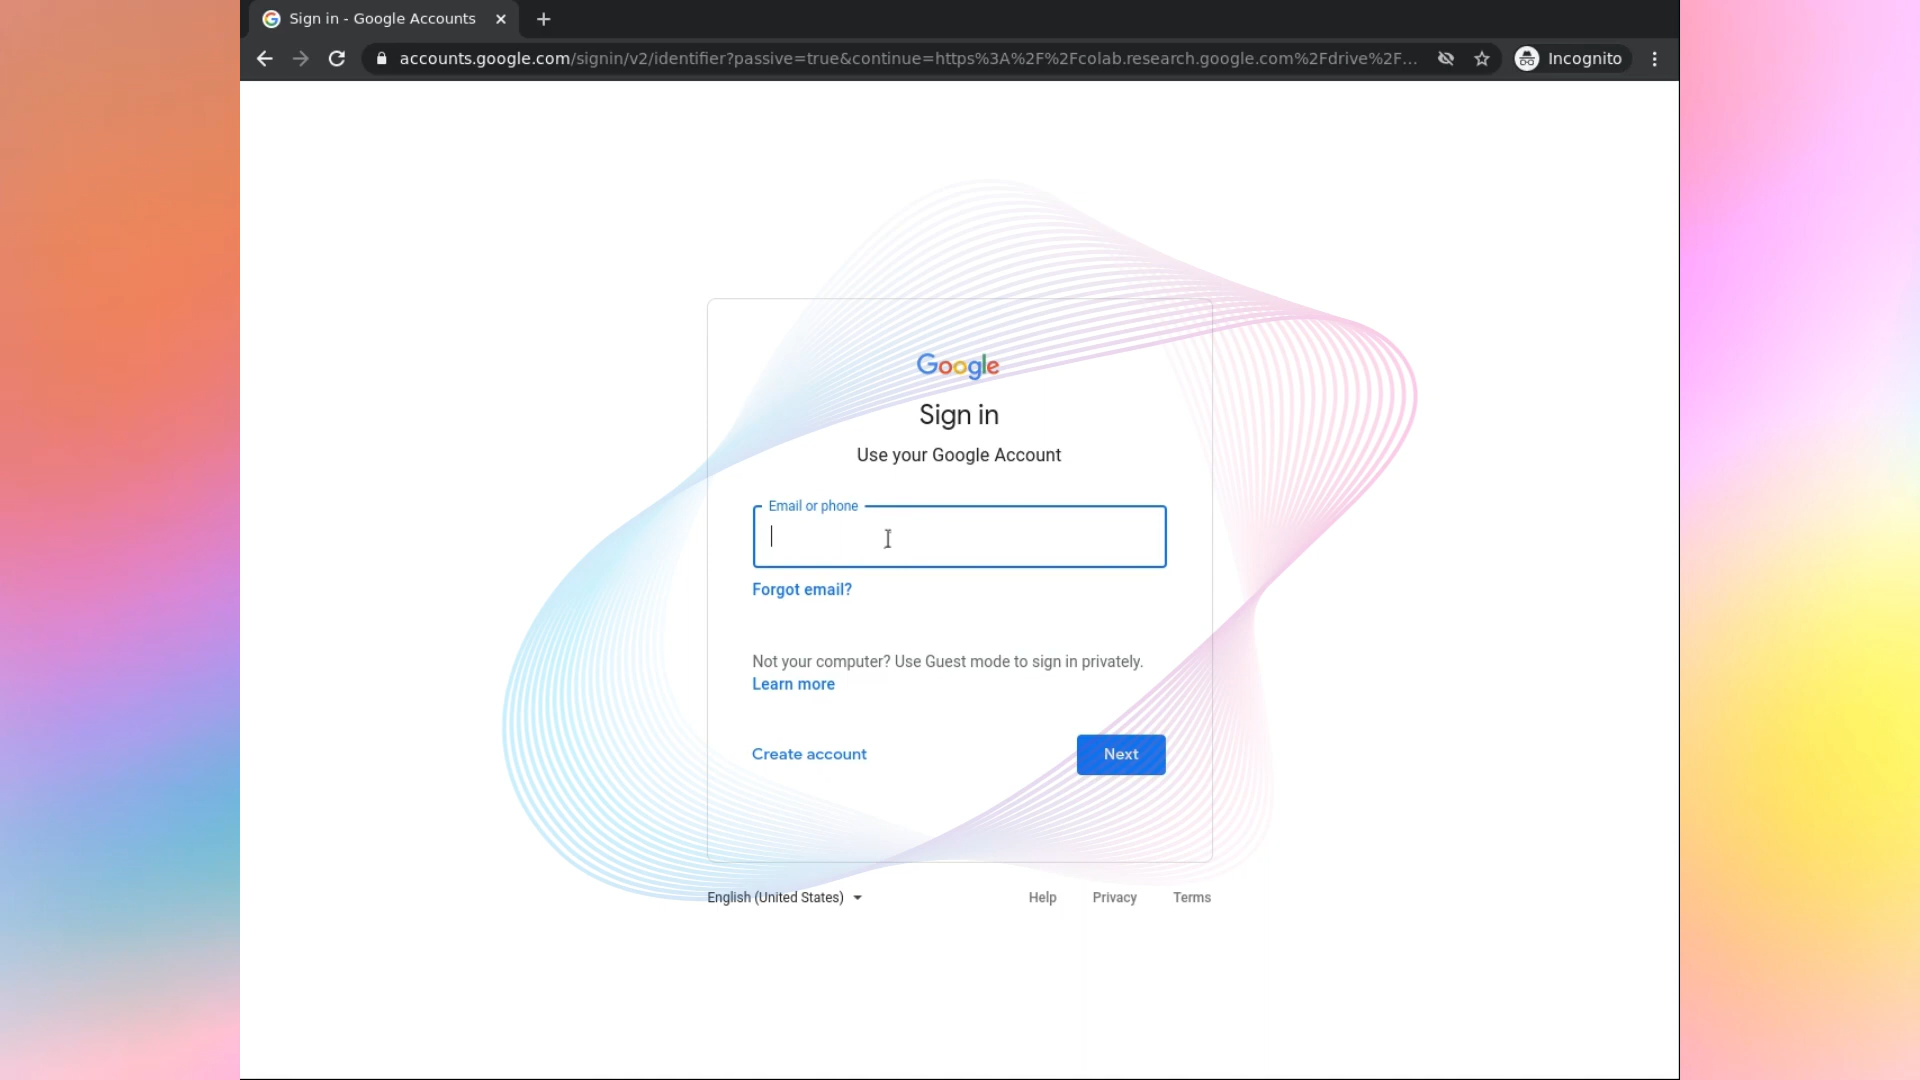 Sign in - Google Accounts
accounts.google.com/signin/v2/identifier?passive=true&continue=https%3A%2F%2Fcolab.research.google.com%2Fdrive%2F...
Incognito
Google
Sign in
Use your Google Account
Email or phone
Forgot email?
Not your computer? Use Guest mode to sign in privately.
Learn more
Create account
Next
English (United States)
Help
Privacy
Terms